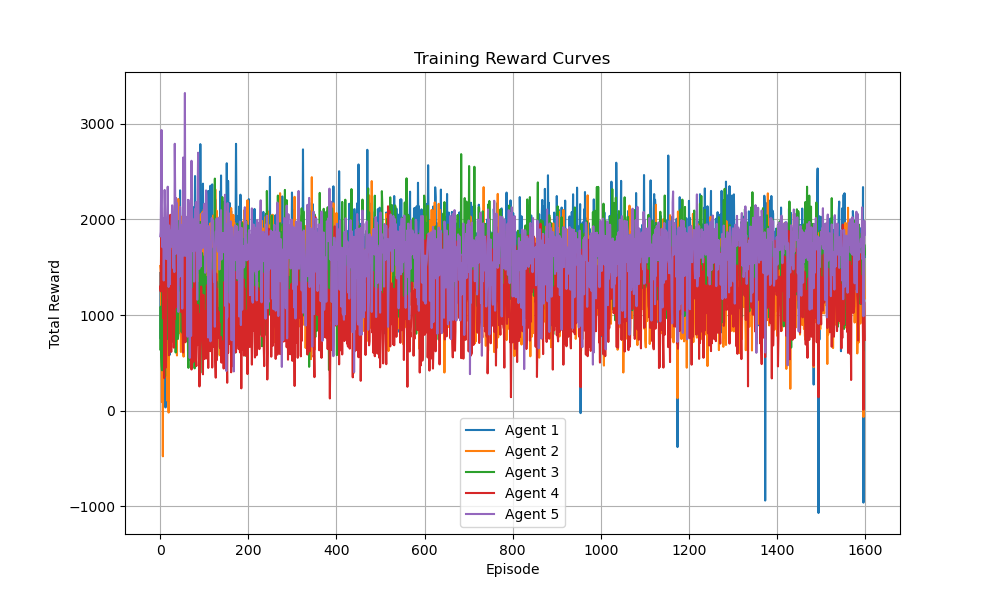 Training Reward Curves
Total Reward
3000
2000
1000
0
−1000
Agent 1
Agent 2
Agent 3
Agent 4
Agent 5
0 200 400 600 800 1000 1200 1400 1600
Episode